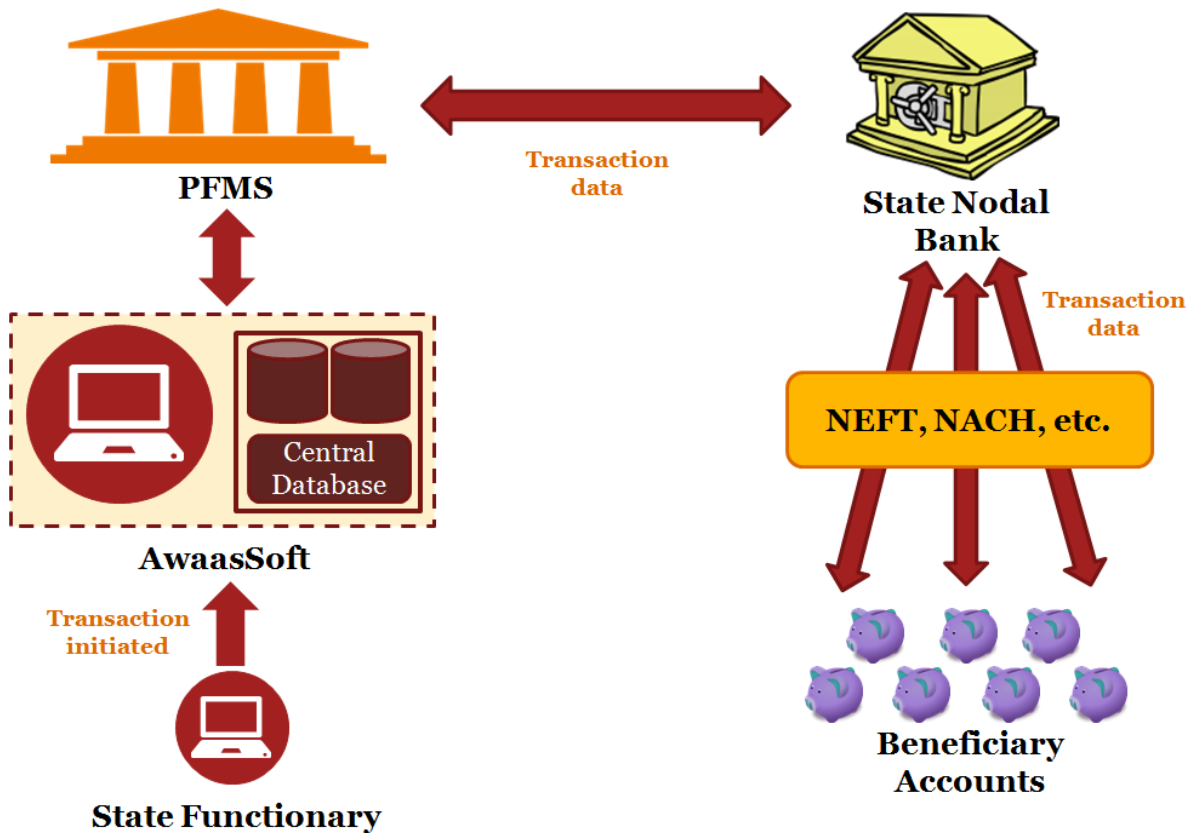 PFMS
Transaction
data
State Nodal
Bank
Transaction
data
NEFT, NACH, etc.
Central
Database
AwaasSoft
Transaction
initiated
State Functionary
Beneficiary
Accounts